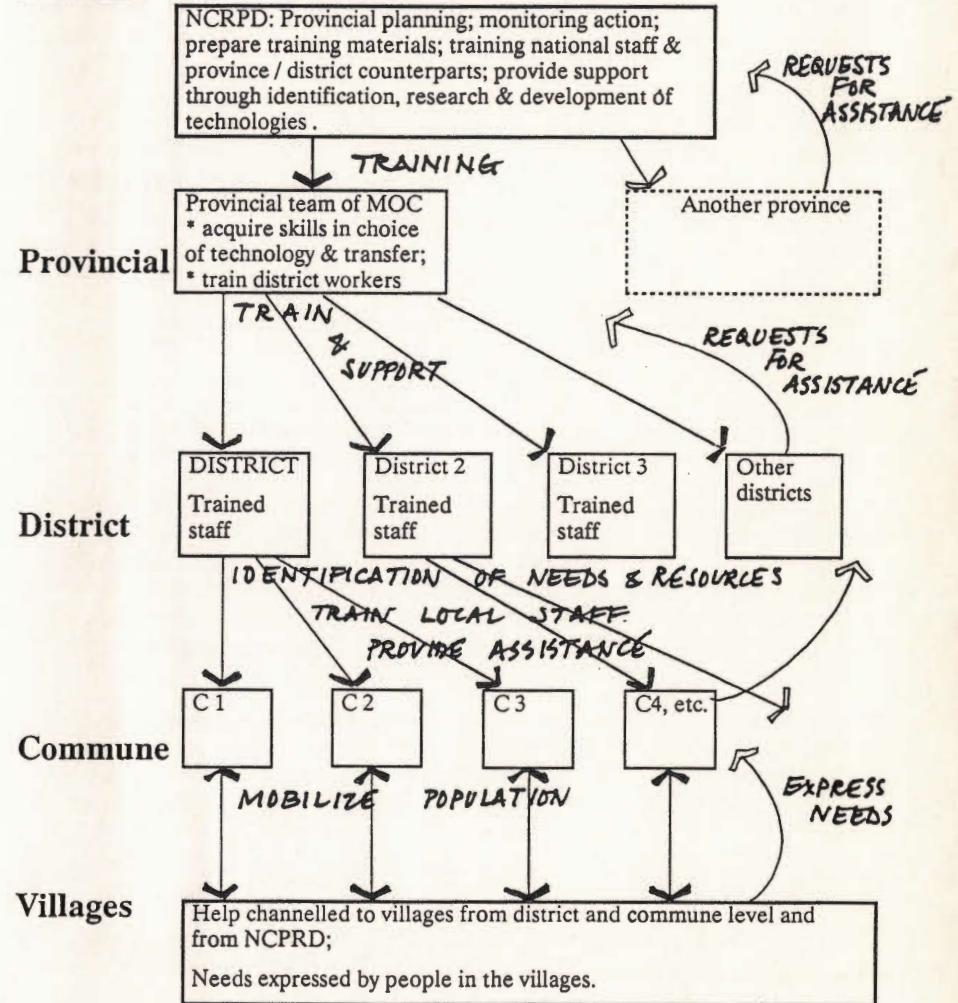 NCRPD: Provincial planning; monitoring action;
prepare training materials; training national staff &
province / district counterparts; provide support
through identification, research & development of
technologies .
REQUESTS
FOR
ASSISTANCE
TRAINING
Provincial
Provincial team of MOC
* acquire skills in choice
of technology & transfer;
* train district workers
Another province
TRAIN
&
SUPPORT
REQUESTS
FOR
ASSISTANCE
District
DISTRICT
Trained
staff
District 2
Trained
staff
District 3
Trained
staff
Other
districts
IDENTIFICATION OF NEEDS & RESOURCES
TRAIN LOCAL STAFF.
PROVIDE ASSISTANCE
Commune
C 1
C 2
C 3
C4, etc.
MOBILIZE POPULATION
EXPRESS
NEEDS
Villages
Help channelled to villages from district and commune level and
from NCPRD;
Needs expressed by people in the villages.